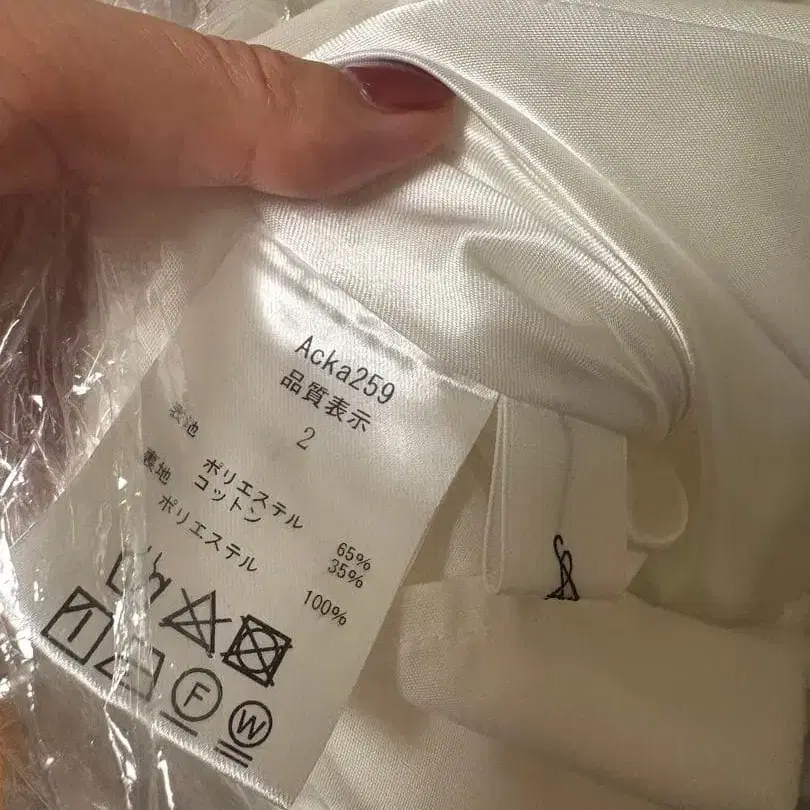 Acka259
品質表示
2
表地 ポリエステル 65%
コットン 35%
裏地 ポリエステル 100%
F
W